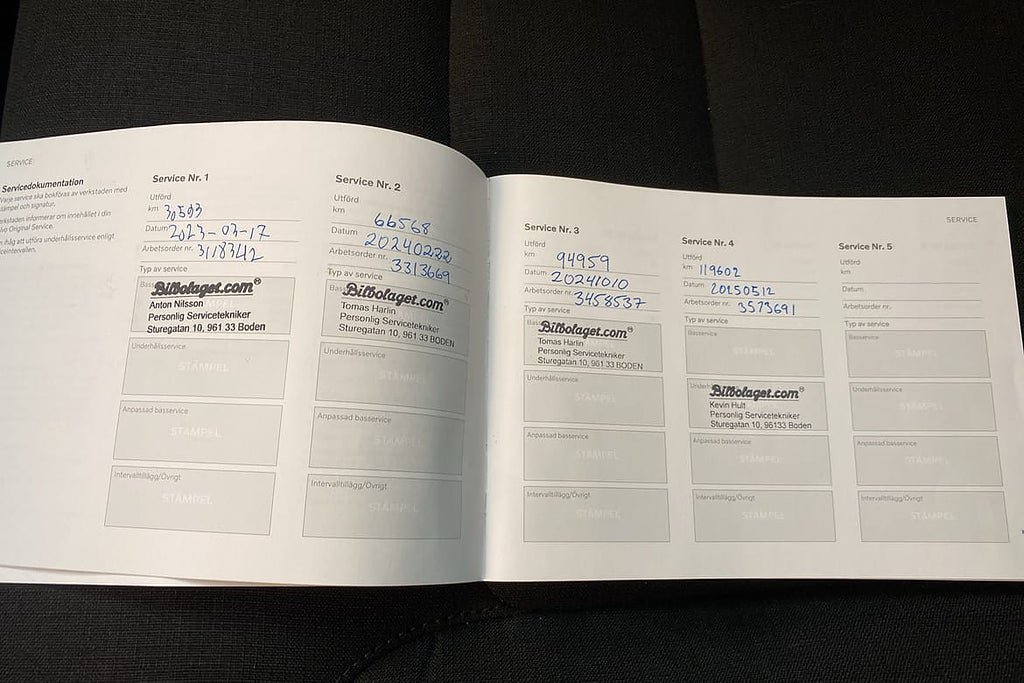 SERVICE
Servicedokumentation
Varje service ska bokföras av verkstaden med
stämpel och signatur.
rkstaden informerar om innehållet i din
lvo Original Service.
m ihåg att utföra underhållsservice enligt
ceintervallen.
Service Nr. 1
Utförd
km 30503
Datum 2023-03-17
Arbetsorder nr. 3118342
Typ av service
Bilbolaget.com®
Anton Nilsson
Personlig Servicetekniker
Sturegatan 10, 961 33 Boden
Underhållsservice
STÄMPEL
Anpassad basservice
STÄMPEL
Intervalltillägg/Övrigt
STÄMPEL
Service Nr. 2
Utförd
km 66568
Datum 20240222
Arbetsorder nr. 3313669
Typ av service
Bilbolaget.com®
Tomas Harlin
Personlig Servicetekniker
Sturegatan 10, 961 33 BODEN
Underhållsservice
STÄMPEL
Anpassad basservice
STÄMPEL
Intervalltillägg/Övrigt
STÄMPEL
SERVICE
Service Nr. 3
Utförd
km 94959
Datum 20241010
Arbetsorder nr. 3458537
Typ av service
Bilbolaget.com®
Tomas Harlin
Personlig Servicetekniker
Sturegatan 10, 961 33 BODEN
Underhållsservice
STÄMPEL
Anpassad basservice
STÄMPEL
Intervalltillägg/Övrigt
STÄMPEL
Service Nr. 4
Utförd
km 119602
Datum 20250512
Arbetsorder nr. 3573691
Typ av service
Basservice
STÄMPEL
Bilbolaget.com®
Kevin Hult
Personlig Servicetekniker
Sturegatan 10, 96133 Boden
Anpassad basservice
STÄMPEL
Intervalltillägg/Övrigt
STÄMPEL
Service Nr. 5
Utförd
km
Datum
Arbetsorder nr.
Typ av service
Basservice
STÄMPEL
Underhållsservice
STÄMPEL
Anpassad basservice
STÄMPEL
Intervalltillägg/Övrigt
STÄMPEL